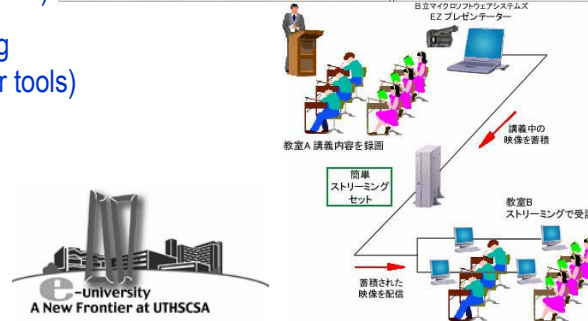 g
r tools)
日立マイクロソフトウェアシステムズ
EZ プレゼンテーター
教室A 講義内容を録画
講義中の
映像を蓄積
簡単
ストリーミング
セット
教室B
ストリーミングで受講
蓄積された
映像を配信
e-University
A New Frontier at UTHSCSA